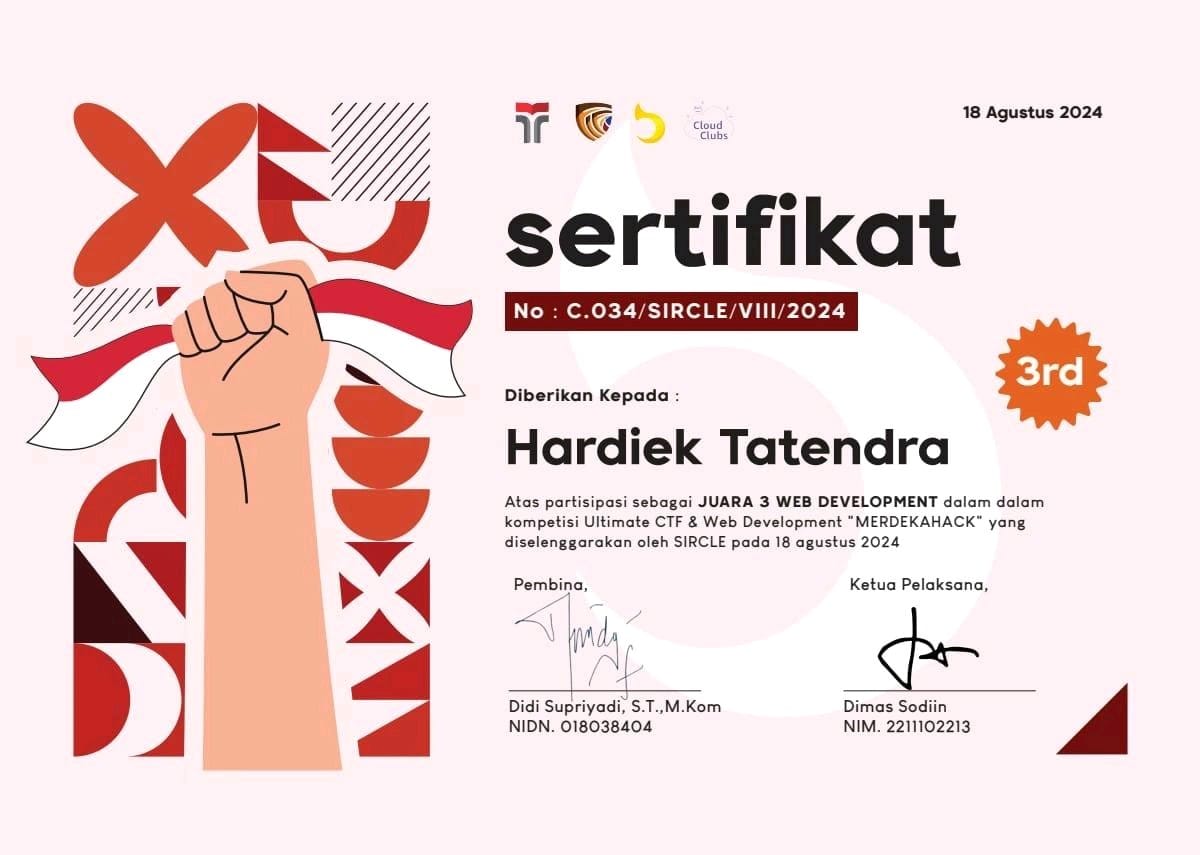 Cloud
Clubs
18 Agustus 2024
sertifikat
No : C.034/SIRCLE/VIII/2024
3rd
Diberikan Kepada :
Hardiek Tatendra
Atas partisipasi sebagai JUARA 3 WEB DEVELOPMENT dalam dalam
kompetisi Ultimate CTF & Web Development "MERDEKAHACK" yang
diselenggarakan oleh SIRCLE pada 18 agustus 2024
Pembina,
Ketua Pelaksana,
Didi Supriyadi, S.T.,M.Kom
NIDN. 018038404
Dimas Sodiin
NIM. 2211102213